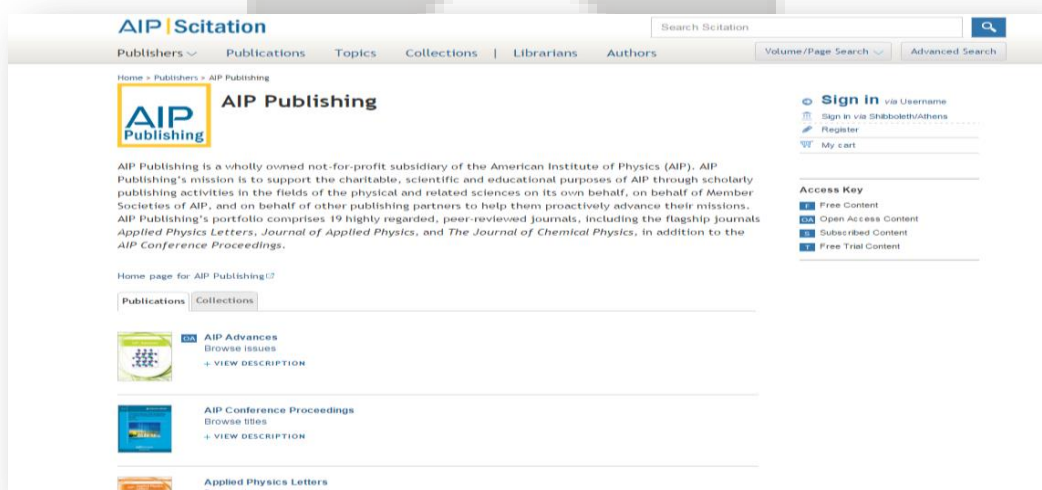 AIP | Scitation
Search Scitation
Publishers Publications Topics Collections | Librarians Authors
Volume/Page Search Advanced Search
Home > Publishers > AIP Publishing
AIP Publishing
AIP Publishing
Sign in via Username
Sign in via Shibboleth/Athens
Register
My cart
AIP Publishing is a wholly owned not-for-profit subsidiary of the American Institute of Physics (AIP). AIP
Publishing's mission is to support the charitable, scientific and educational purposes of AIP through scholarly
publishing activities in the fields of the physical and related sciences on its own behalf, on behalf of Member
Societies of AIP, and on behalf of other publishing partners to help them proactively advance their missions.
AIP Publishing's portfolio comprises 19 highly regarded, peer-reviewed journals, including the flagship journals
Applied Physics Letters, Journal of Applied Physics, and The Journal of Chemical Physics, in addition to the
AIP Conference Proceedings.
Access Key
F Free Content
OA Open Access Content
S Subscribed Content
T Free Trial Content
Home page for AIP Publishing
Publications Collections
OA AIP Advances
Browse issues
+ VIEW DESCRIPTION
AIP Conference Proceedings
Browse titles
+ VIEW DESCRIPTION
Applied Physics Letters